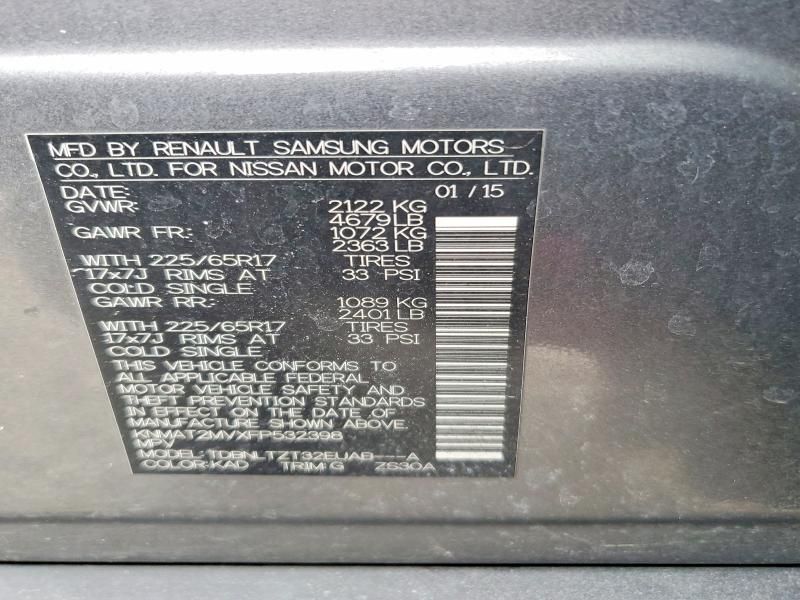 MFD BY RENAULT SAMSUNG MOTORS
CO., LTD. FOR NISSAN MOTOR CO., LTD.
DATE: 01 / 15
GVWR: 2122 KG
4679 LB
GAWR FR: 1072 KG
2363 LB
WITH 225/65R17 TIRES
17x7J RIMS AT 33 PSI
COLD SINGLE
GAWR RR: 1089 KG
2401 LB
WITH 225/65R17 TIRES
17x7J RIMS AT 33 PSI
COLD SINGLE
THIS VEHICLE CONFORMS TO
ALL APPLICABLE FEDERAL
MOTOR VEHICLE SAFETY AND
THEFT PREVENTION STANDARDS
IN EFFECT ON THE DATE OF
MANUFACTURE SHOWN ABOVE.
KNMAT2MVXFP532398
MPV
MODEL: TDBNLTZT32EUAB---A
COLOR:KAD TRIM:G ZS30A